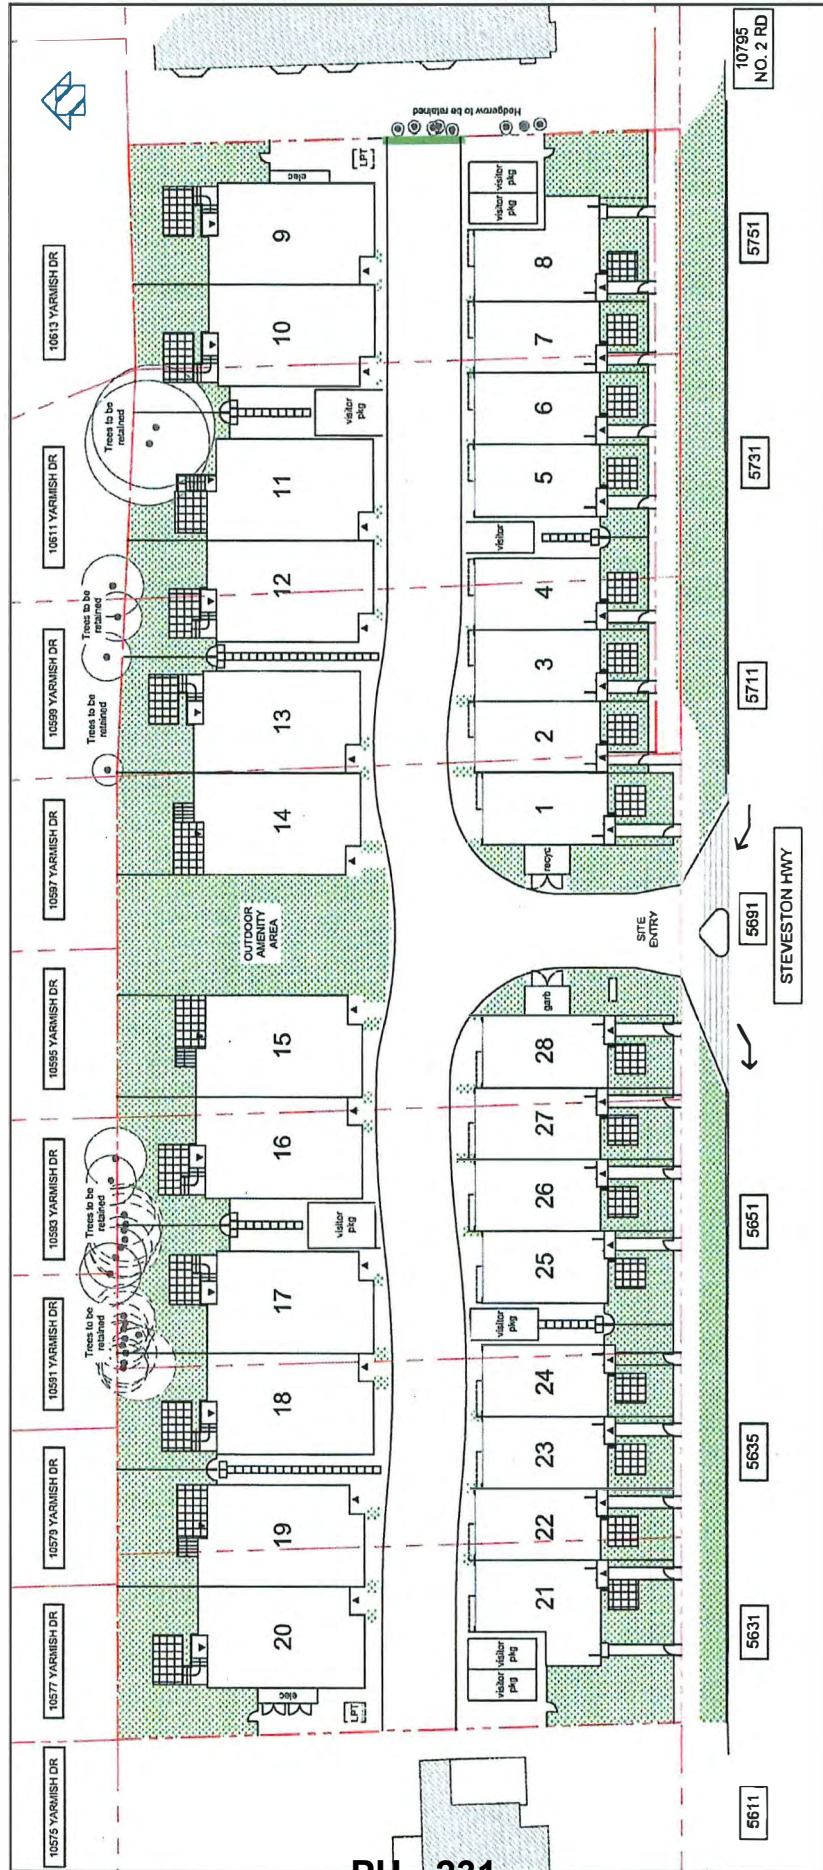 10575 YARMISH DR
10577 YARMISH DR
10579 YARMISH DR
10591 YARMISH DR
10593 YARMISH DR
10595 YARMISH DR
10597 YARMISH DR
10599 YARMISH DR
10611 YARMISH DR
10613 YARMISH DR
Trees to be
retained
Trees to be
retained
Trees to be
retained
Trees to be
retained
Trees to be
retained
20
19
18
17
16
15
OUTDOOR
AMENITY
AREA
14
13
12
11
10
9
elec
LPT
visitor
pkg
visitor
pkg
elec
LPT
Hedgerow to be retained
visitor
pkg
visitor
pkg
visitor
pkg
garb
recyc
visitor
visitor
pkg
visitor
pkg
21
22
23
24
25
26
27
28
SITE
ENTRY
1
2
3
4
5
6
7
8
5611
5631
5635
5651
5691
5711
5731
5751
10795
NO. 2 RD
STEVESTON HWY